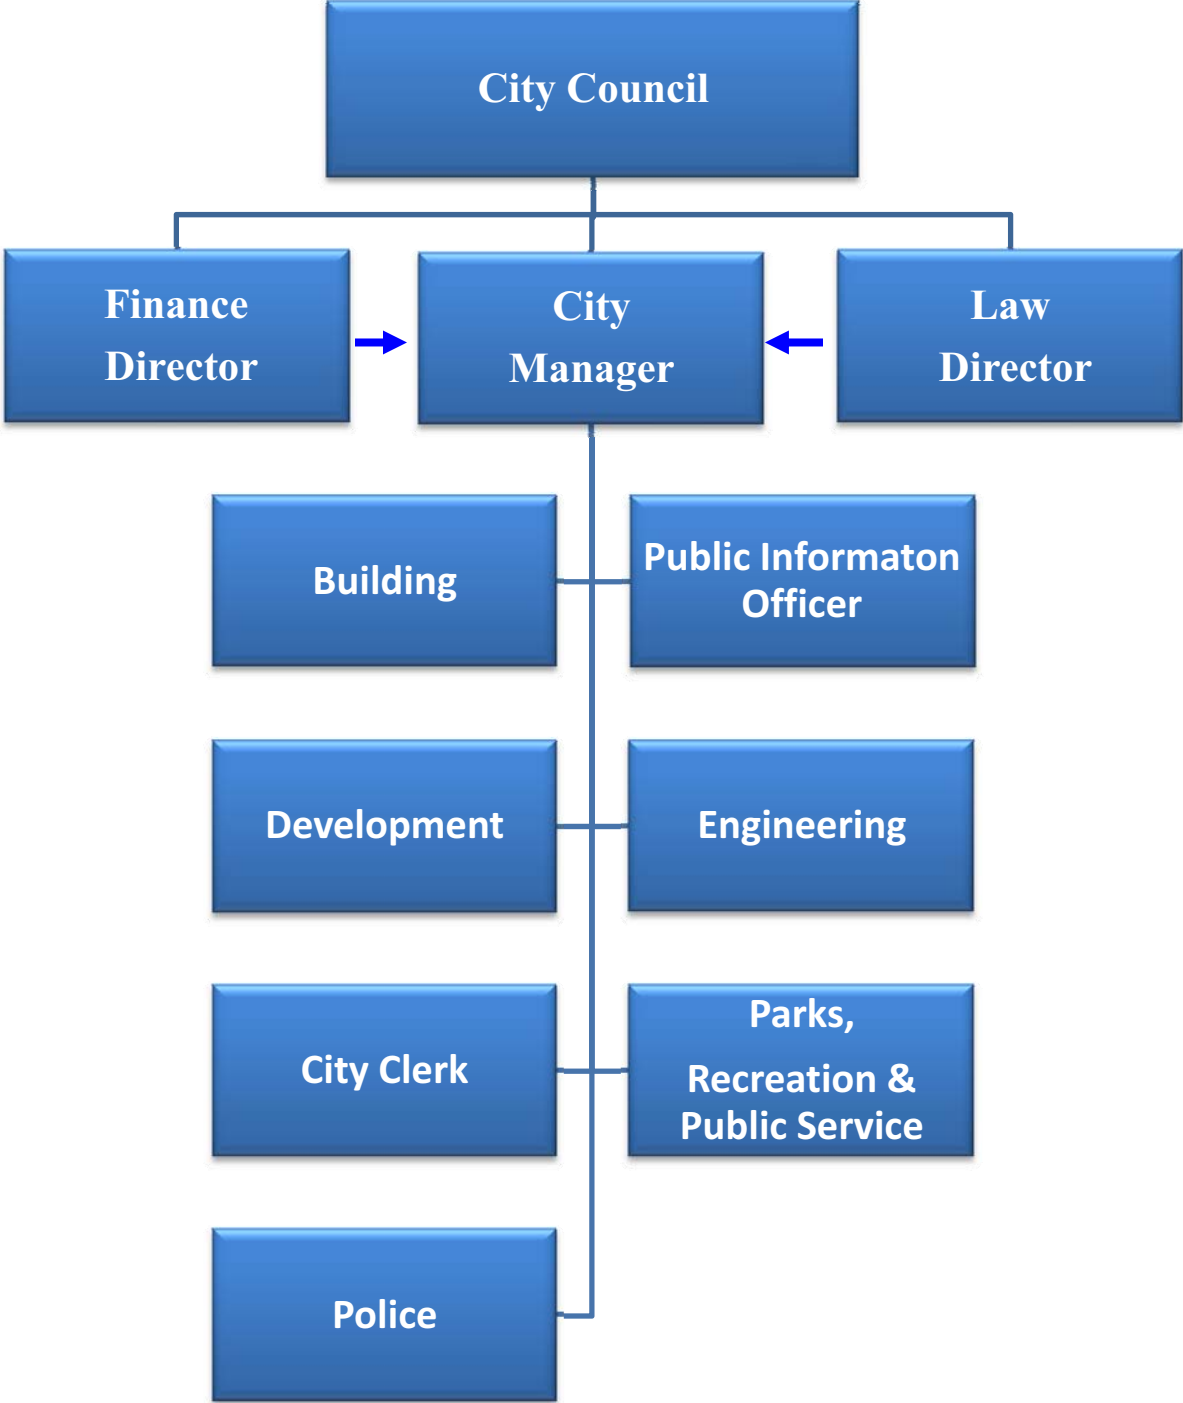 City Council
Finance
Director
City
Manager
Law
Director
Building
Public Informaton
Officer
Development
Engineering
City Clerk
Parks,
Recreation &
Public Service
Police